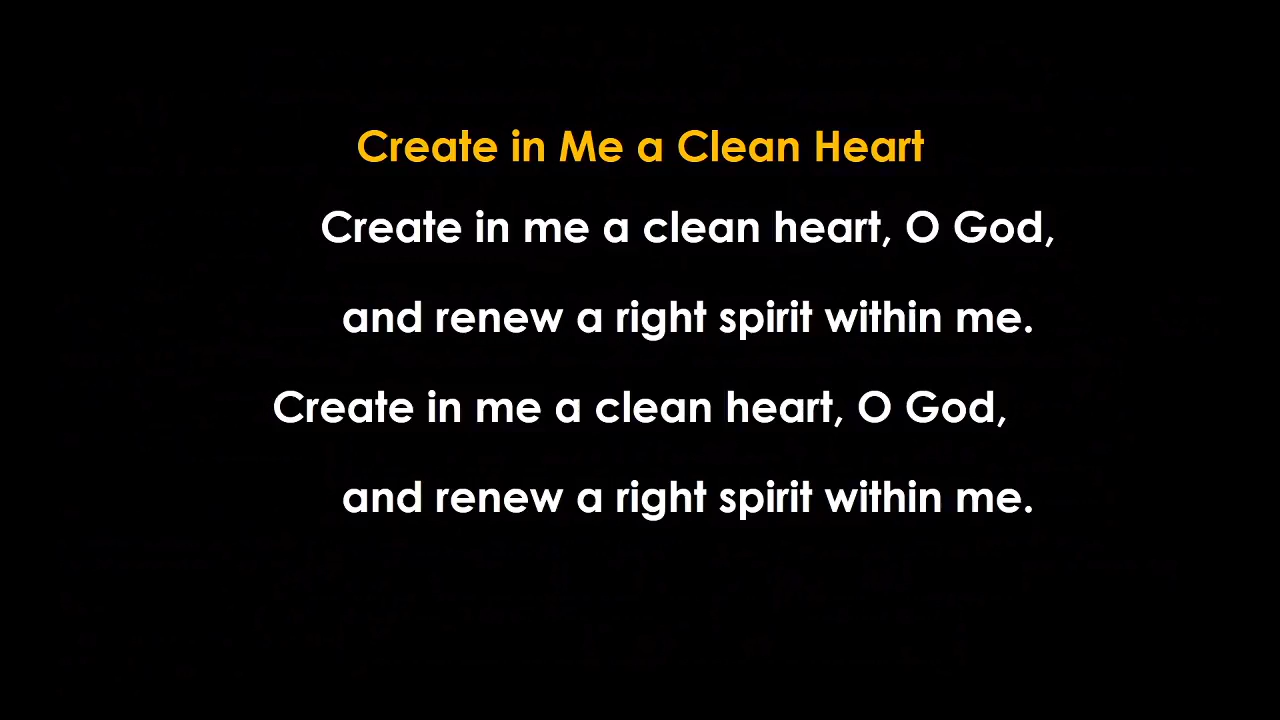 Create in Me a Clean Heart
Create in me a clean heart, O God,
and renew a right spirit within me.
Create in me a clean heart, O God,
and renew a right spirit within me.